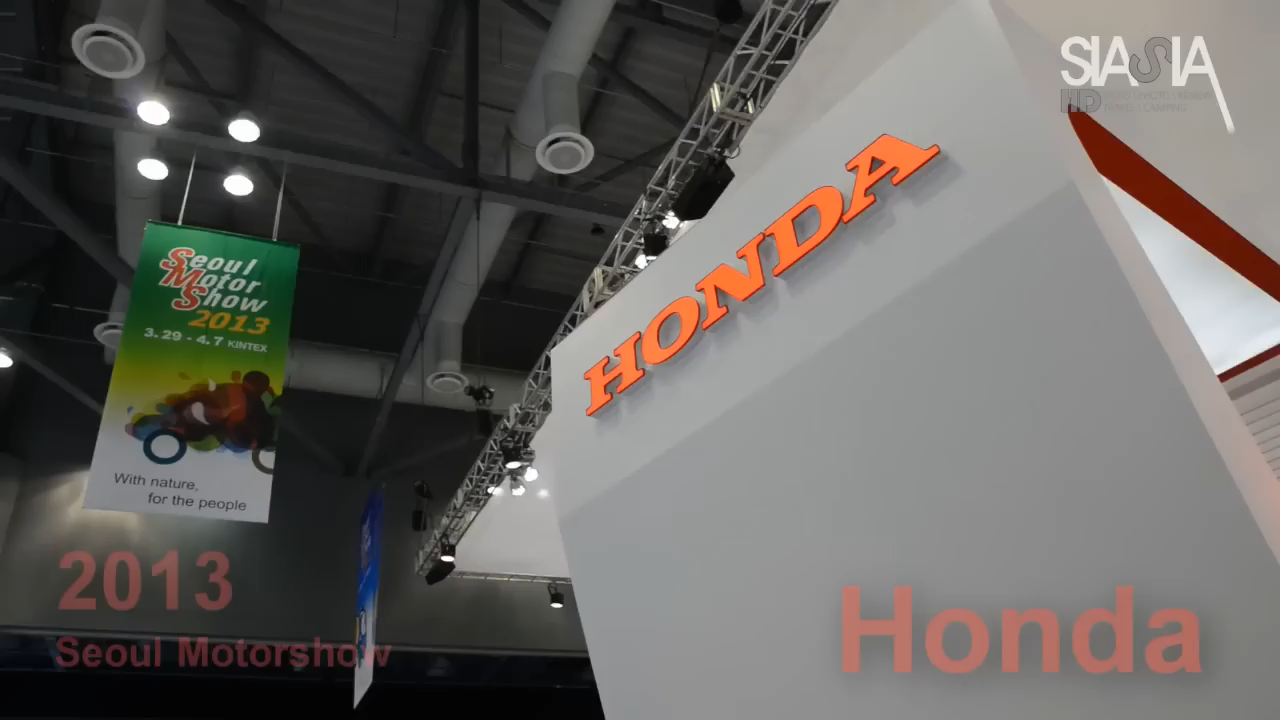 SIASIA
HD
HONDA
Seoul
Motor
Show
2013
3.29 - 4.7 KINTEX
With nature,
for the people
2013
Seoul Motorshow
Honda